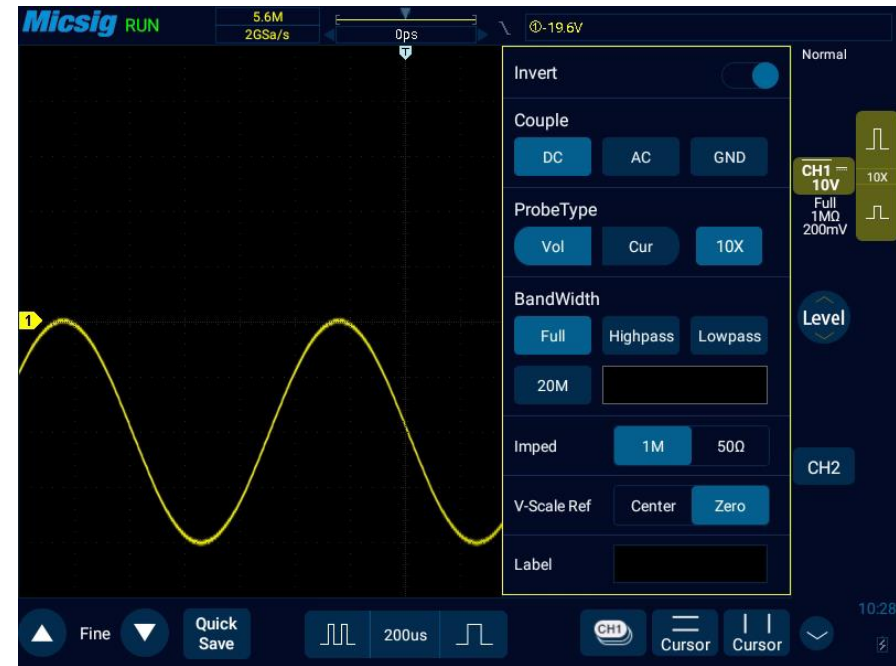 Micsig RUN
5.6M
2GSa/s
0ps
T
①-19.6V
Invert
Normal
Couple
DC AC GND
CH1
10V
10X
Full
1MΩ
200mV
ProbeType
Vol Cur 10X
BandWidth
1
Full Highpass Lowpass
Level
20M
Imped 1M 50Ω
CH2
V-Scale Ref Center Zero
Label
Fine
Quick
Save
200us
CH1
Cursor
Cursor
10:28